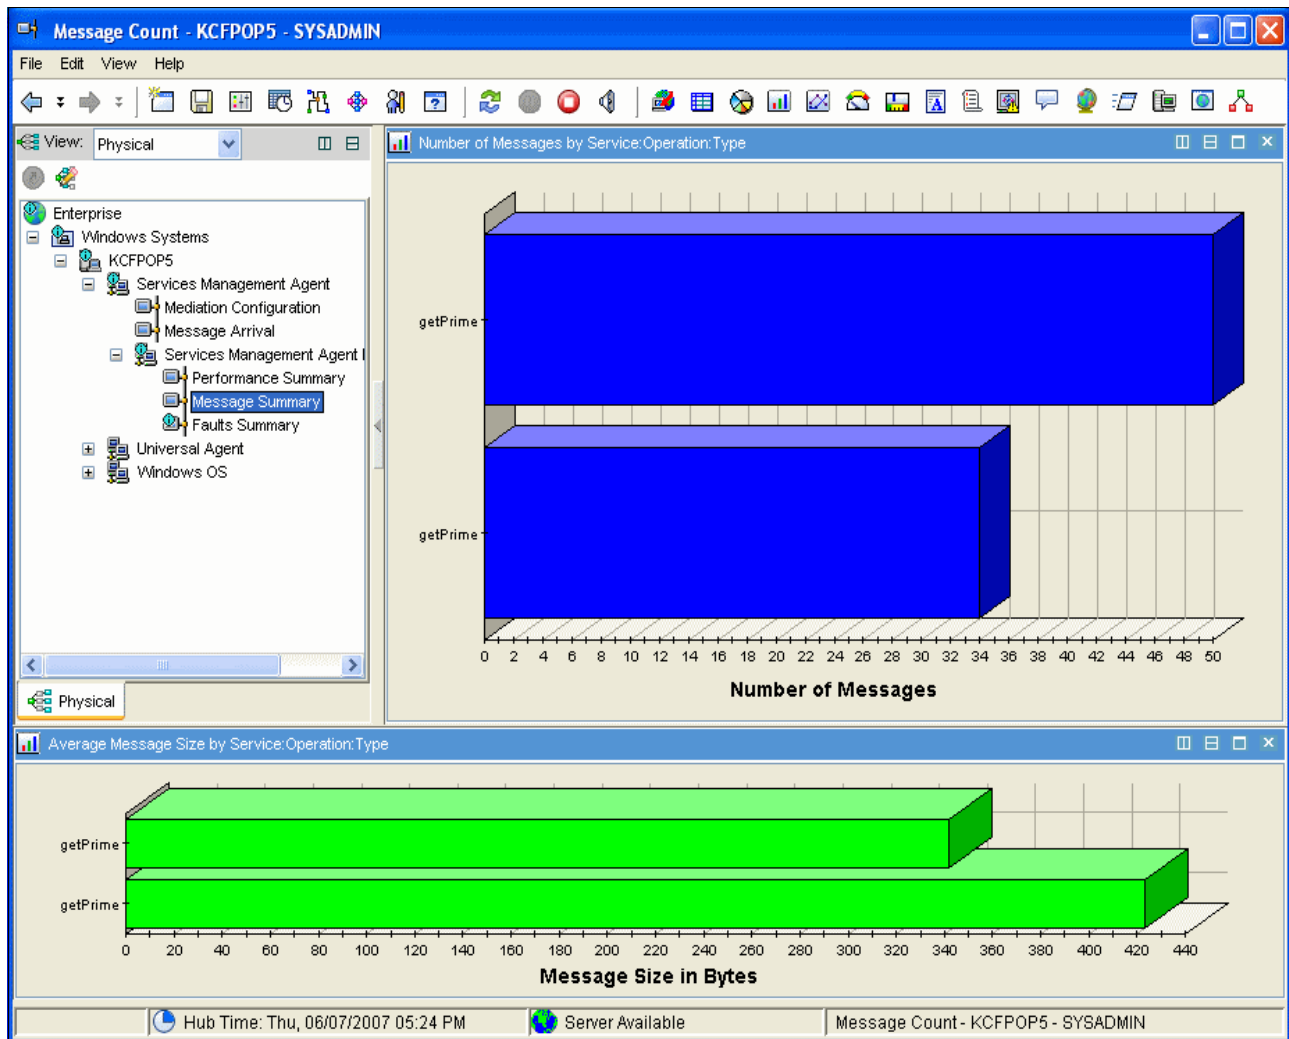 Message Count - KCFPOP5 - SYSADMIN
File Edit View Help
View: Physical
Enterprise
Windows Systems
KCFPOP5
Services Management Agent
Mediation Configuration
Message Arrival
Services Management Agent
Performance Summary
Message Summary
Faults Summary
Universal Agent
Windows OS
Physical
Number of Messages by Service:Operation:Type
getPrime
getPrime
0 2 4 6 8 10 12 14 16 18 20 22 24 26 28 30 32 34 36 38 40 42 44 46 48 50
Number of Messages
Average Message Size by Service:Operation:Type
getPrime
getPrime
0 20 40 60 80 100 120 140 160 180 200 220 240 260 280 300 320 340 360 380 400 420 440
Message Size in Bytes
Hub Time: Thu, 06/07/2007 05:24 PM
Server Available
Message Count - KCFPOP5 - SYSADMIN